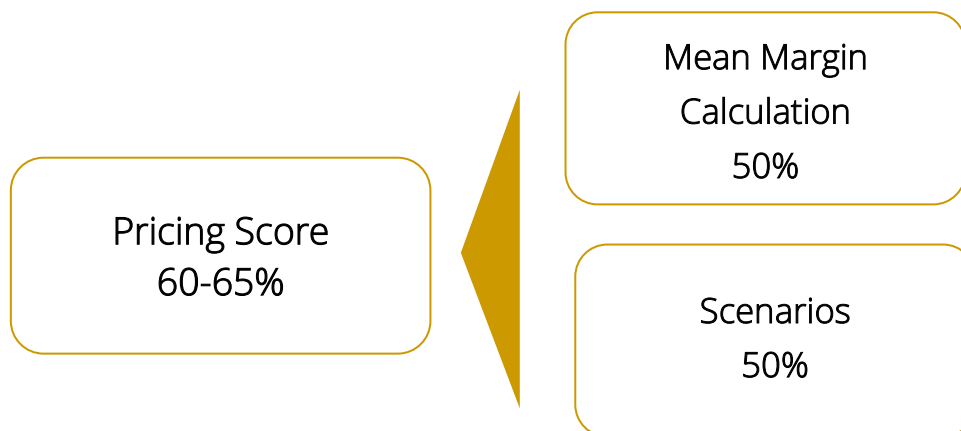 Pricing Score
60-65%
Mean Margin
Calculation
50%
Scenarios
50%